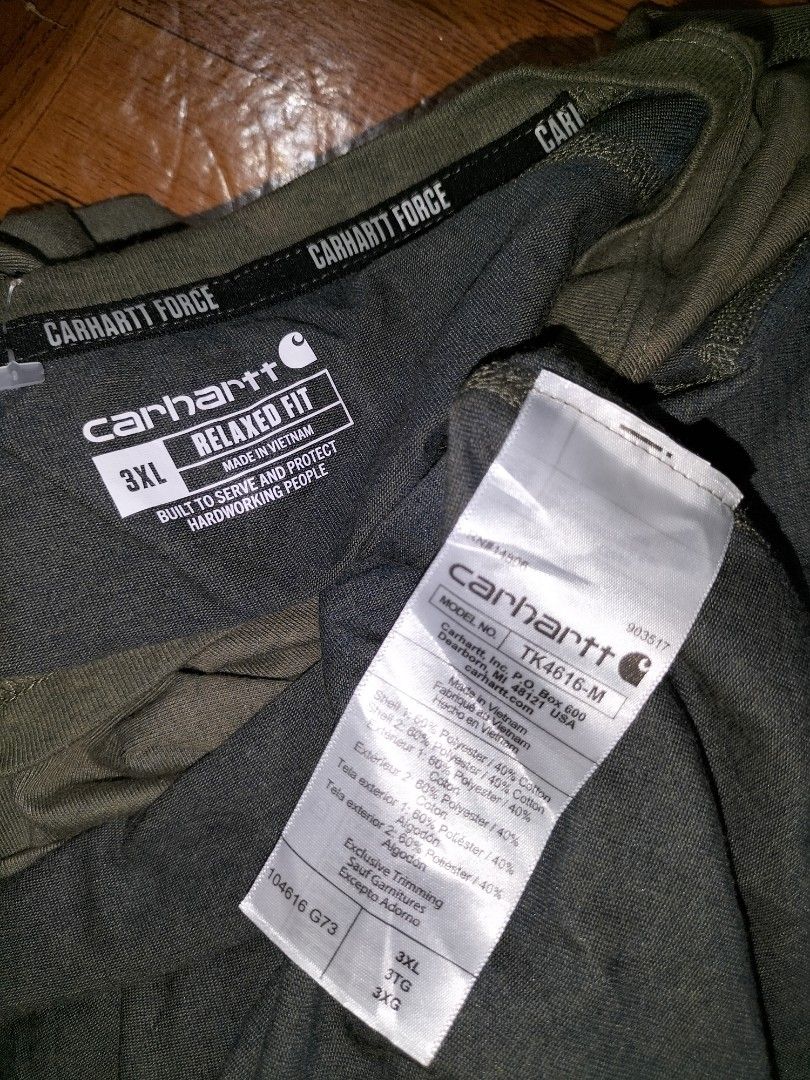 CARHARTT FORCE
CARHARTT FORCE
CARI
carhartt
3XL
RELAXED FIT
MADE IN VIETNAM
BUILT TO SERVE AND PROTECT
HARDWORKING PEOPLE
903517
carhartt
MODEL NO.
TK4616-M
Carhartt, Inc, P.O. Box 600
Dearborn, MI, 48121 USA
carhartt.com
Made in Vietnam
Fabriqué au Vietnam
Hecho en Vietnam
Shell 1: 60% Polyester / 40% Cotton
Shell 2: 60% Polyester / 40% Cotton
Extérieur 1: 60% Polyester / 40%
Coton
Extérieur 2: 60% Polyester / 40%
Coton
Tela exterior 1: 60% Poliéster / 40%
Algodón
Tela exterior 2: 60% Poliéster / 40%
Algodón
Exclusive Trimming
Sauf Garnitures
Excepto Adorno
104616 G73
3XL
3TG
3XG